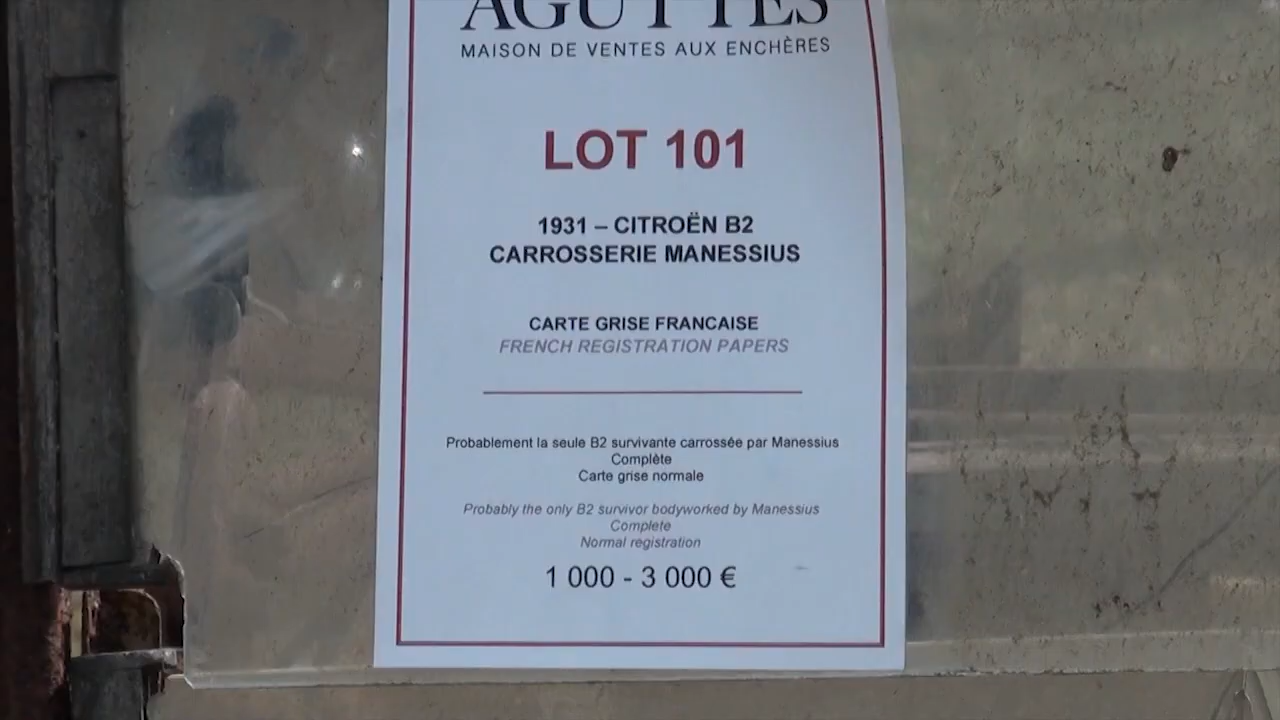 AGUTTES
MAISON DE VENTES AUX ENCHÈRES
LOT 101
1931 – CITROËN B2
CARROSSERIE MANESSIUS
CARTE GRISE FRANCAISE
FRENCH REGISTRATION PAPERS
Probablement la seule B2 survivante carrossée par Manessius
Complète
Carte grise normale
Probably the only B2 survivor bodyworked by Manessius
Complete
Normal registration
1 000 - 3 000 €